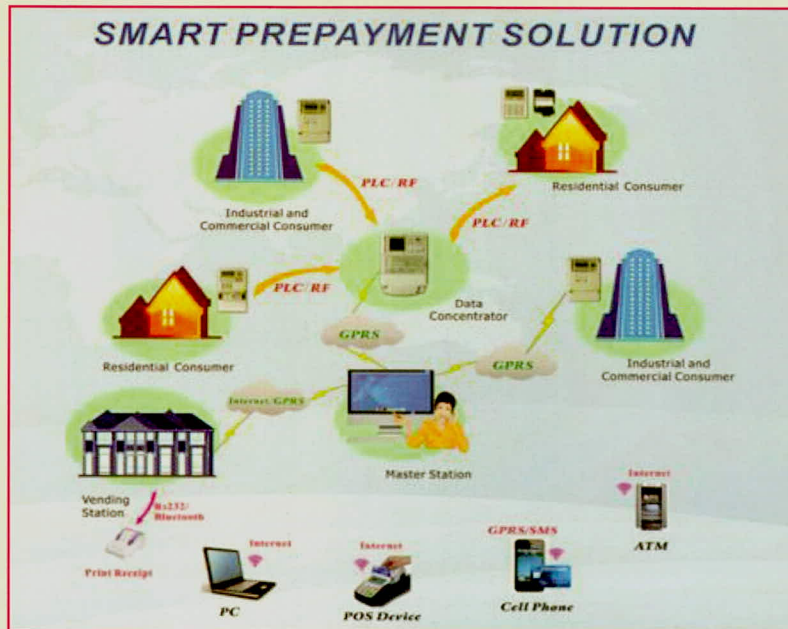 SMART PREPAYMENT SOLUTION
PLC/RF
Industrial and
Commercial Consumer
Residential Consumer
PLC/RF
PLC/RF
Data
Concentrator
Residential Consumer
GPRS
GPRS
Industrial and
Commercial Consumer
Internet/GPRS
Master Station
Vending
Station
Rs232/
Bluetooth
Print Receipt
Internet
PC
Internet
POS Device
GPRS/SMS
Cell Phone
Internet
ATM